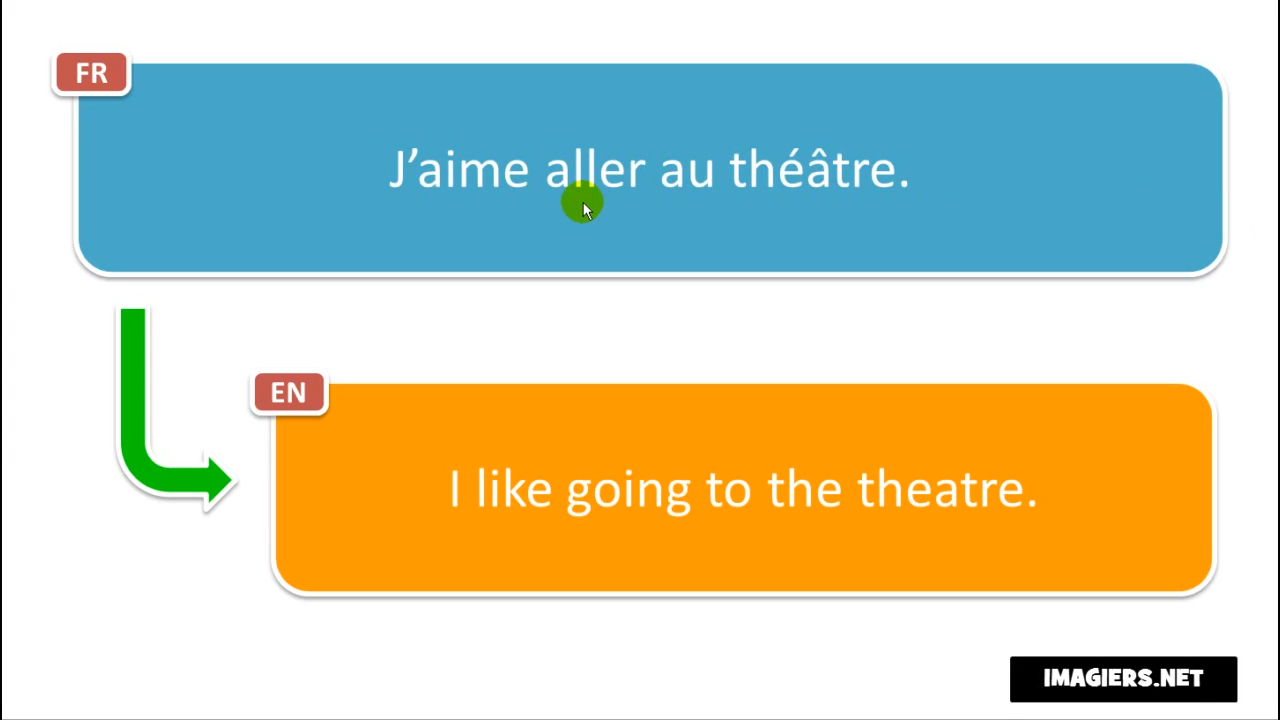 FR
J’aime aller au théâtre.
EN
I like going to the theatre.
IMAGIERS.NET